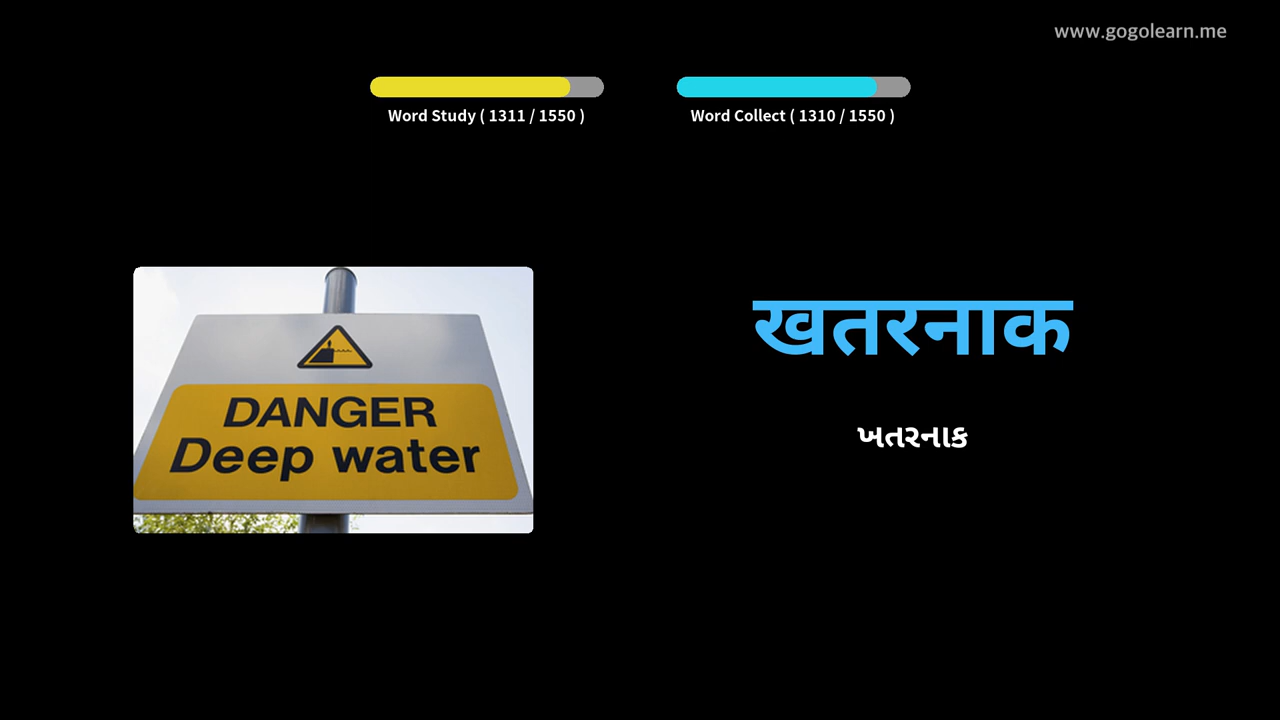 www.gogolearn.me
Word Study ( 1311 / 1550 )
Word Collect ( 1310 / 1550 )
DANGER
Deep water
खतरनाक
ખતરનાક